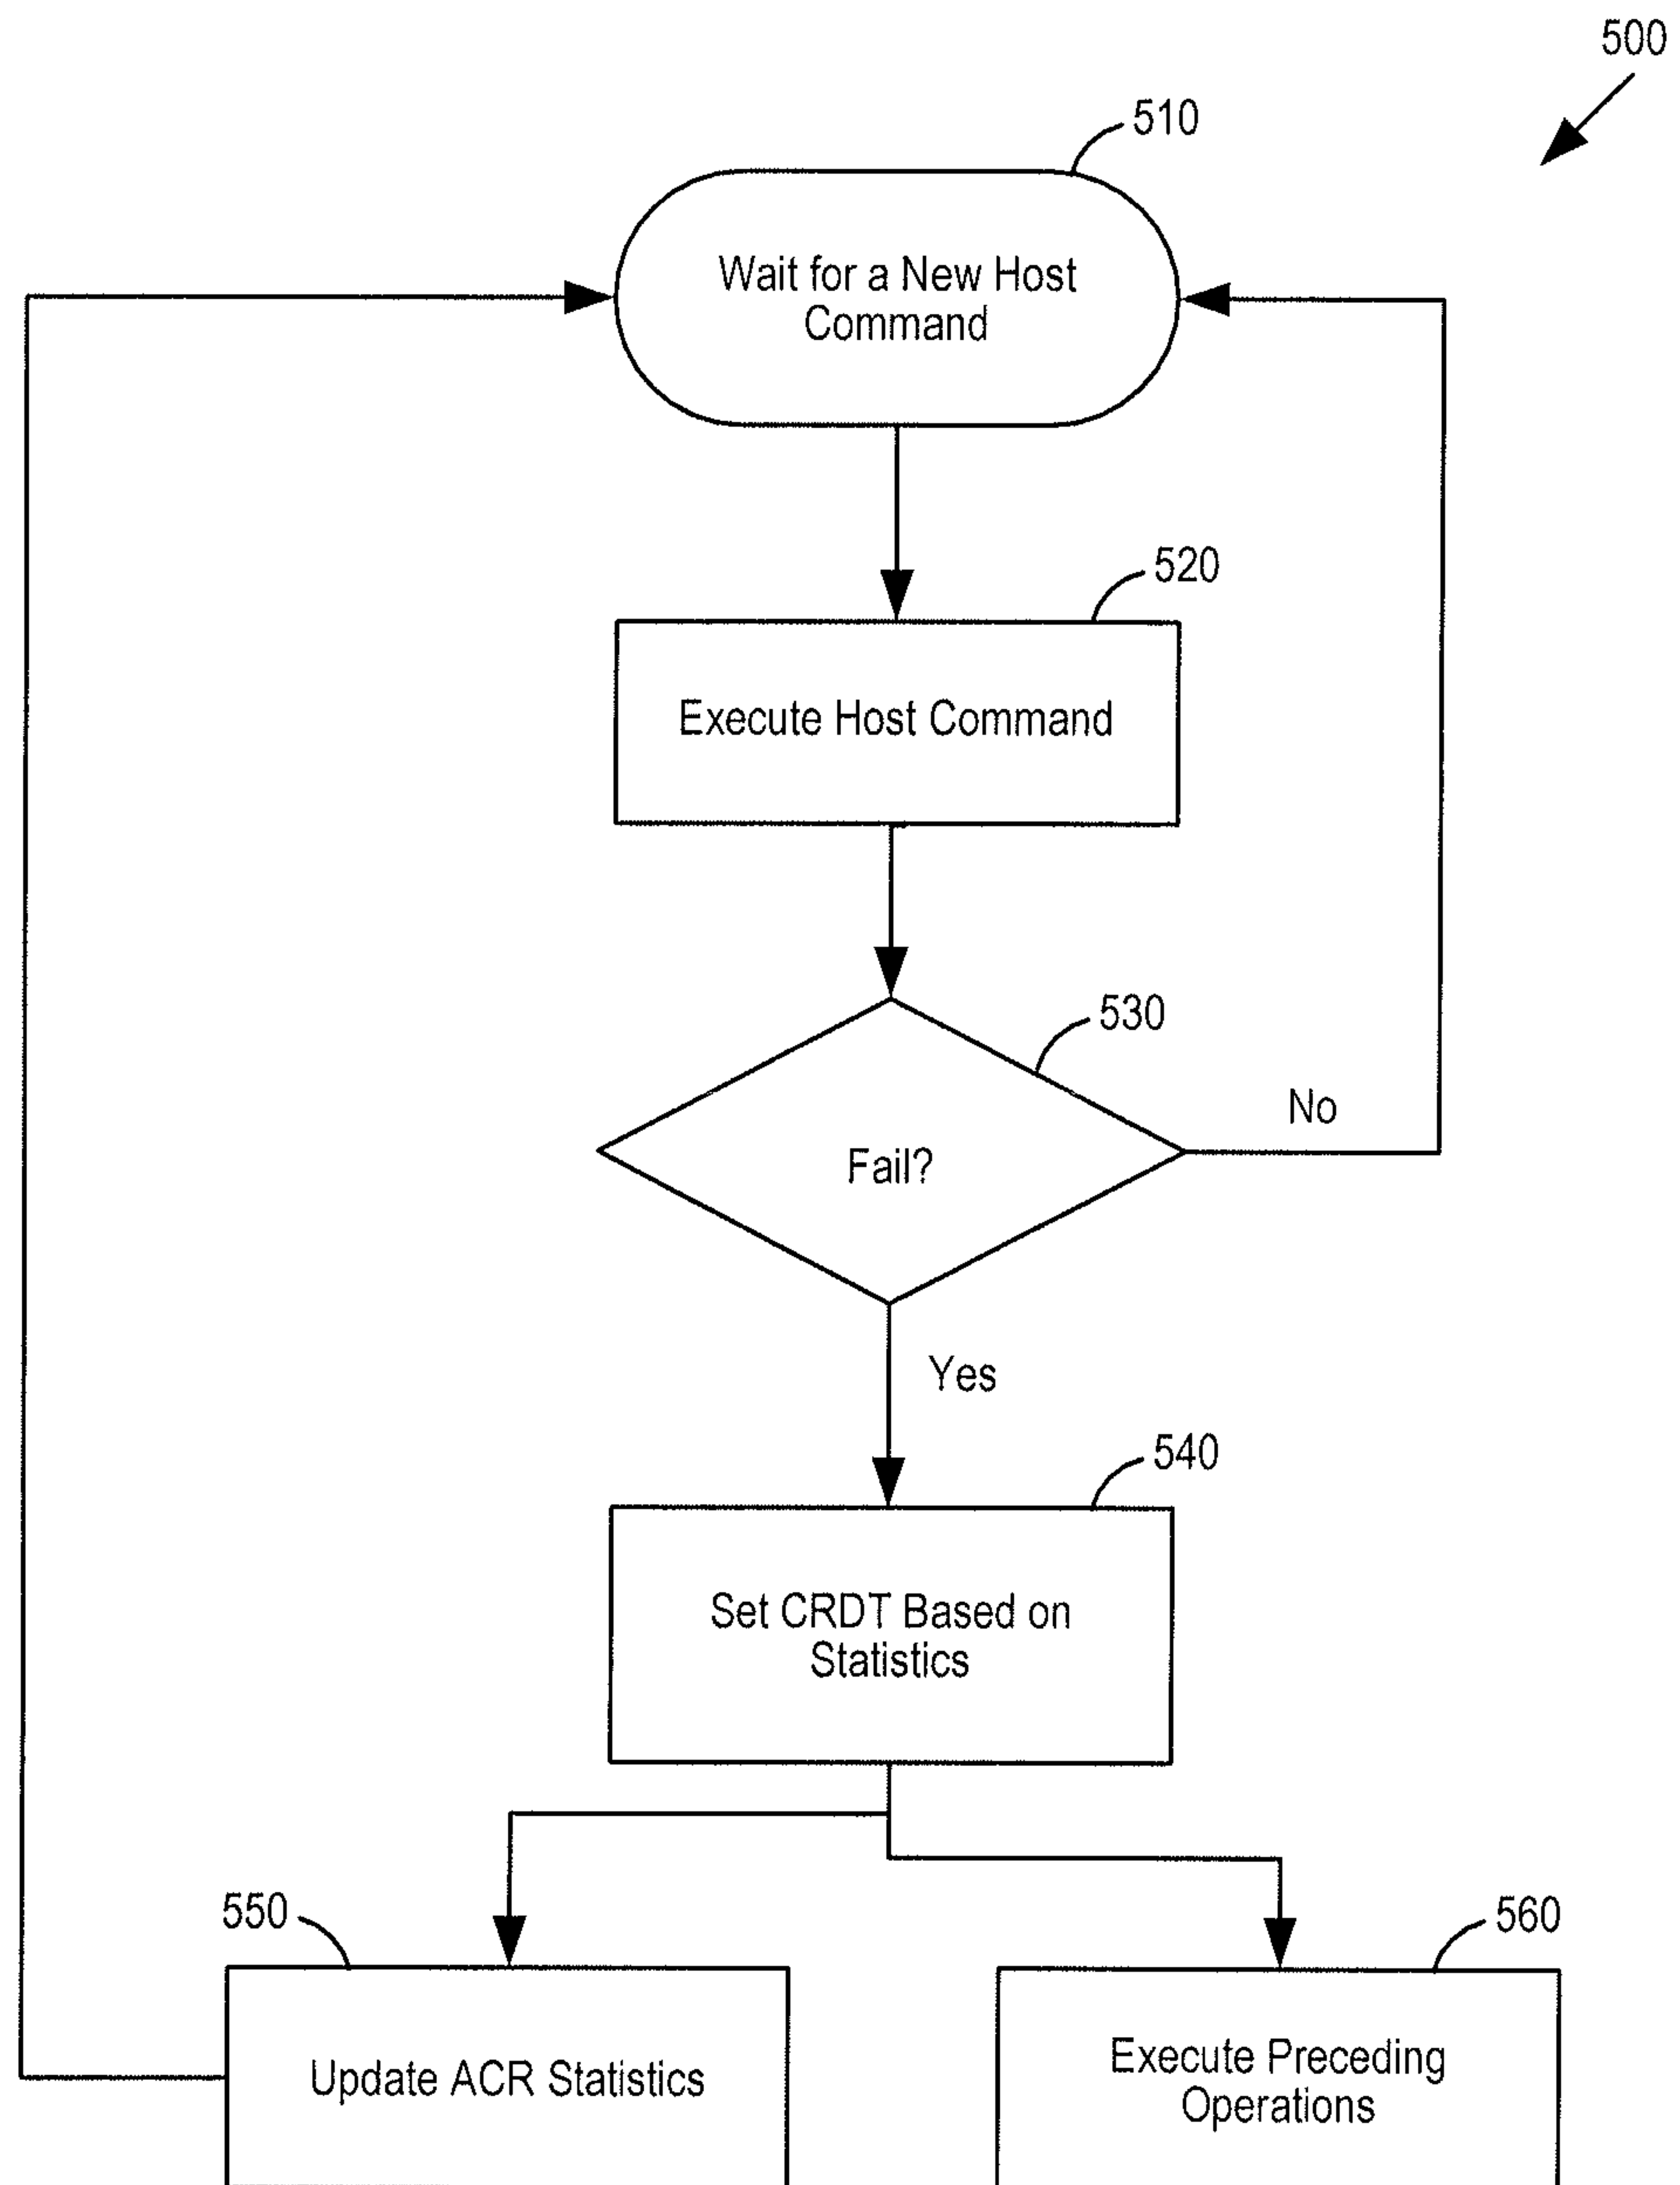 500
510
Wait for a New Host
Command
520
Execute Host Command
530
Fail?
No
Yes
540
Set CRDT Based on
Statistics
550
Update ACR Statistics
560
Execute Preceding
Operations